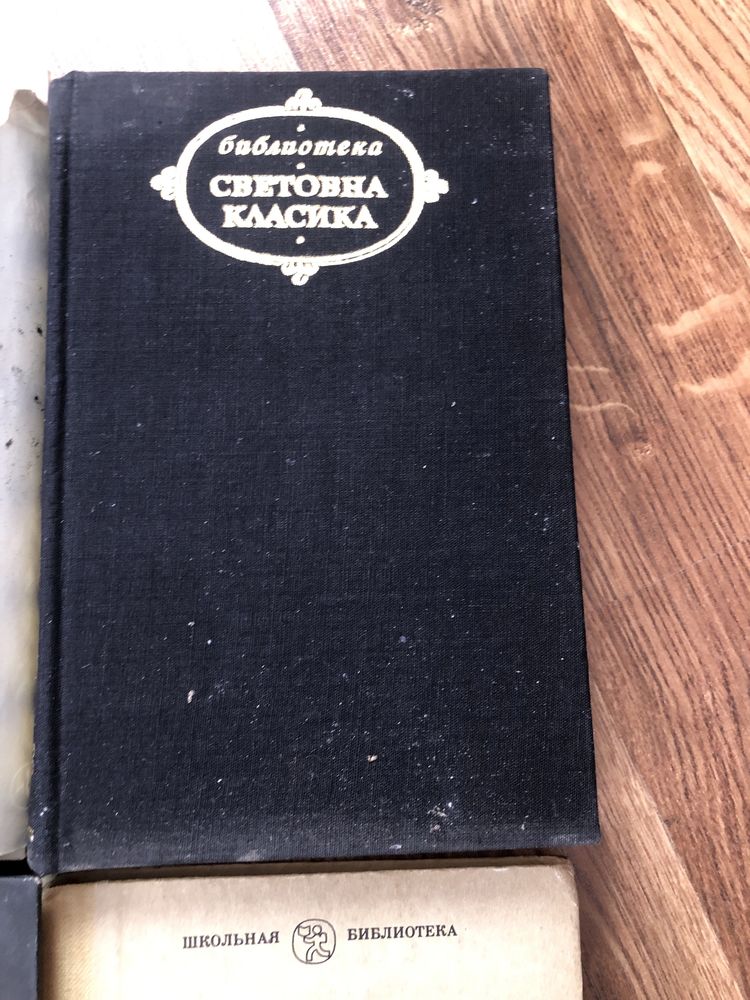 библиотека
СВЕТОВНА
КЛАСИКА
ШКОЛЬНАЯ БИБЛИОТЕКА